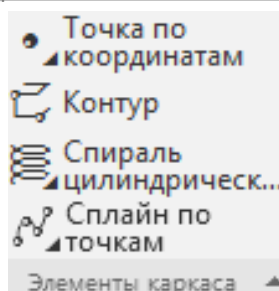 Точка по
координатам
Контур
Спираль
цилиндрическ...
Сплайн по
точкам
Элементы каркаса